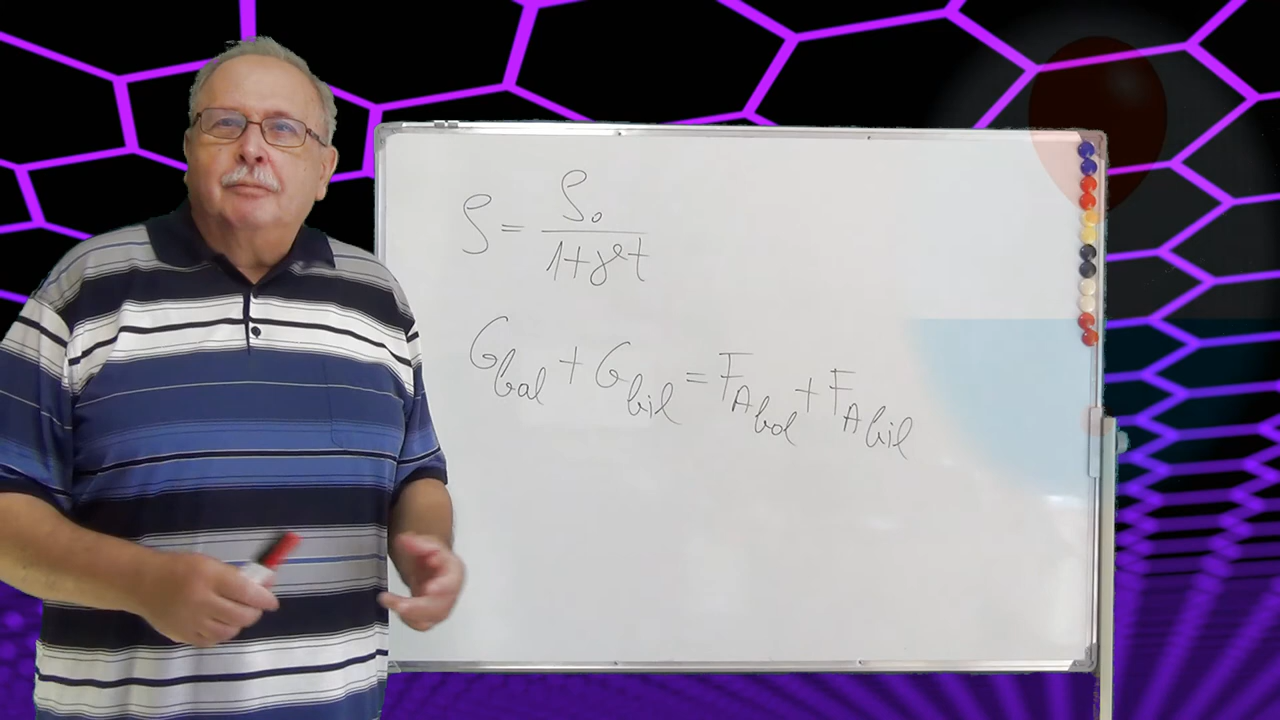 ρ = ρ₀ / (1+γt)
G_bal + G_bil = F_A bal + F_A bil